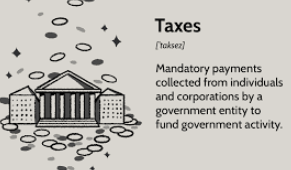 Taxes
['taksez]
Mandatory payments
collected from individuals
and corporations by a
government entity to
fund government activity.